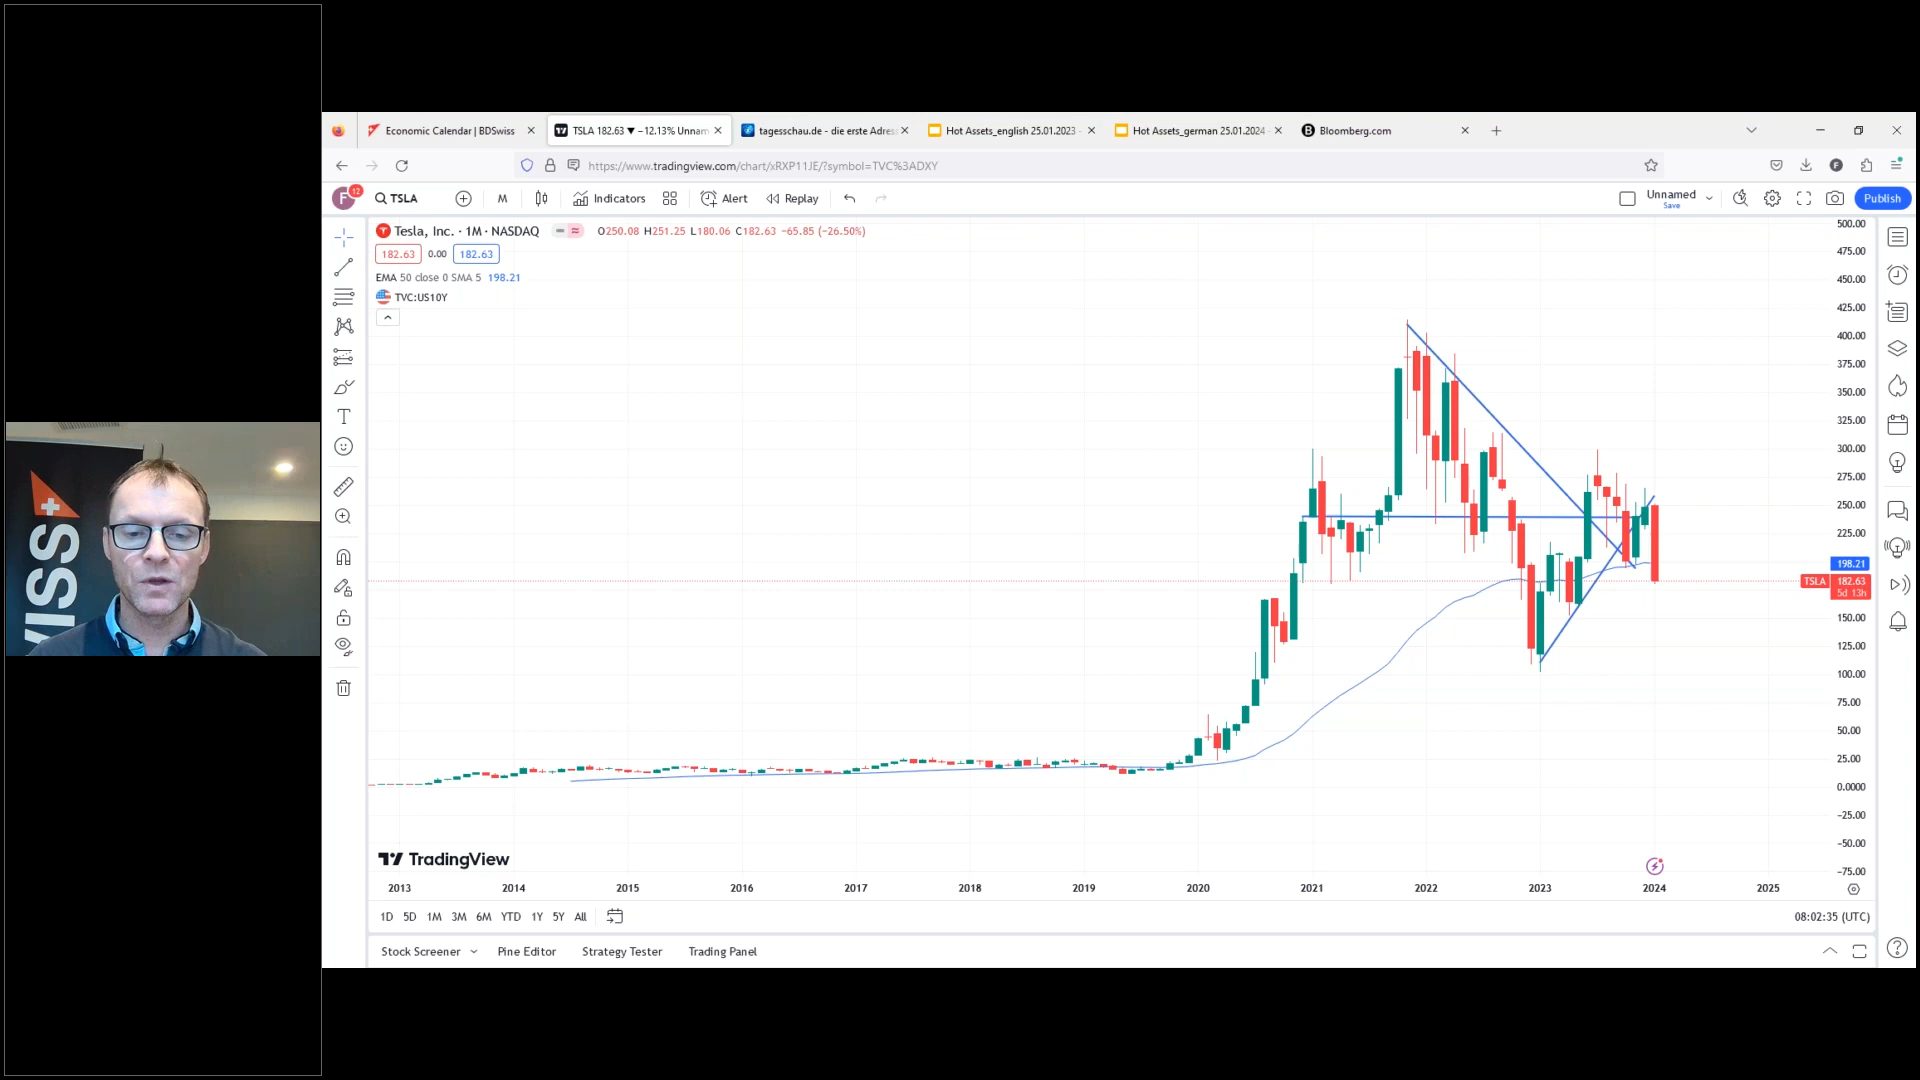 Economic Calendar | BDSwiss
TSLA 182.63 ▼ −12.13% Unnam
tagesschau.de - die erste Adres
Hot Assets_english 25.01.2023 -
Hot Assets_german 25.01.2024 -
Bloomberg.com
https://www.tradingview.com/chart/xRXP11JE/?symbol=TVC%3ADXY
F
12
TSLA
M
Indicators
Alert
Replay
Unnamed
Save
Publish
Tesla, Inc. · 1M · NASDAQ
O250.08 H251.25 L180.06 C182.63 −65.85 (−26.50%)
182.63 0.00 182.63
EMA 50 close 0 SMA 5 198.21
TVC:US10Y
500.00
475.00
450.00
425.00
400.00
375.00
350.00
325.00
300.00
275.00
250.00
225.00
198.21
TSLA 182.63
5d 13h
150.00
125.00
100.00
75.00
50.00
25.00
0.0000
−25.00
−50.00
−75.00
TradingView
2013 2014 2015 2016 2017 2018 2019 2020 2021 2022 2023 2024 2025
1D 5D 1M 3M 6M YTD 1Y 5Y All
08:02:35 (UTC)
Stock Screener Pine Editor Strategy Tester Trading Panel